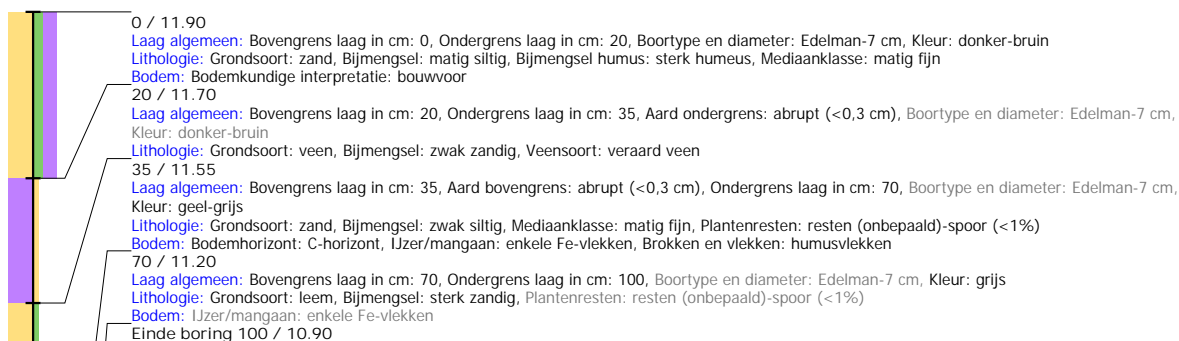 0 / 11.90
Laag algemeen: Bovengrens laag in cm: 0, Ondergrens laag in cm: 20, Boortype en diameter: Edelman-7 cm, Kleur: donker-bruin
Lithologie: Grondsoort: zand, Bijmengsel: matig siltig, Bijmengsel humus: sterk humeus, Mediaanklasse: matig fijn
Bodem: Bodemkundige interpretatie: bouwvoor
20 / 11.70
Laag algemeen: Bovengrens laag in cm: 20, Ondergrens laag in cm: 35, Aard ondergrens: abrupt (<0,3 cm), Boortype en diameter: Edelman-7 cm,
Kleur: donker-bruin
Lithologie: Grondsoort: veen, Bijmengsel: zwak zandig, Veensoort: veraard veen
35 / 11.55
Laag algemeen: Bovengrens laag in cm: 35, Aard bovengrens: abrupt (<0,3 cm), Ondergrens laag in cm: 70, Boortype en diameter: Edelman-7 cm,
Kleur: geel-grijs
Lithologie: Grondsoort: zand, Bijmengsel: zwak siltig, Mediaanklasse: matig fijn, Plantenresten: resten (onbepaald)-spoor (<1%)
Bodem: Bodemhorizont: C-horizont, IJzer/mangaan: enkele Fe-vlekken, Brokken en vlekken: humusvlekken
70 / 11.20
Laag algemeen: Bovengrens laag in cm: 70, Ondergrens laag in cm: 100, Boortype en diameter: Edelman-7 cm, Kleur: grijs
Lithologie: Grondsoort: leem, Bijmengsel: sterk zandig, Plantenresten: resten (onbepaald)-spoor (<1%)
Bodem: IJzer/mangaan: enkele Fe-vlekken
Einde boring 100 / 10.90